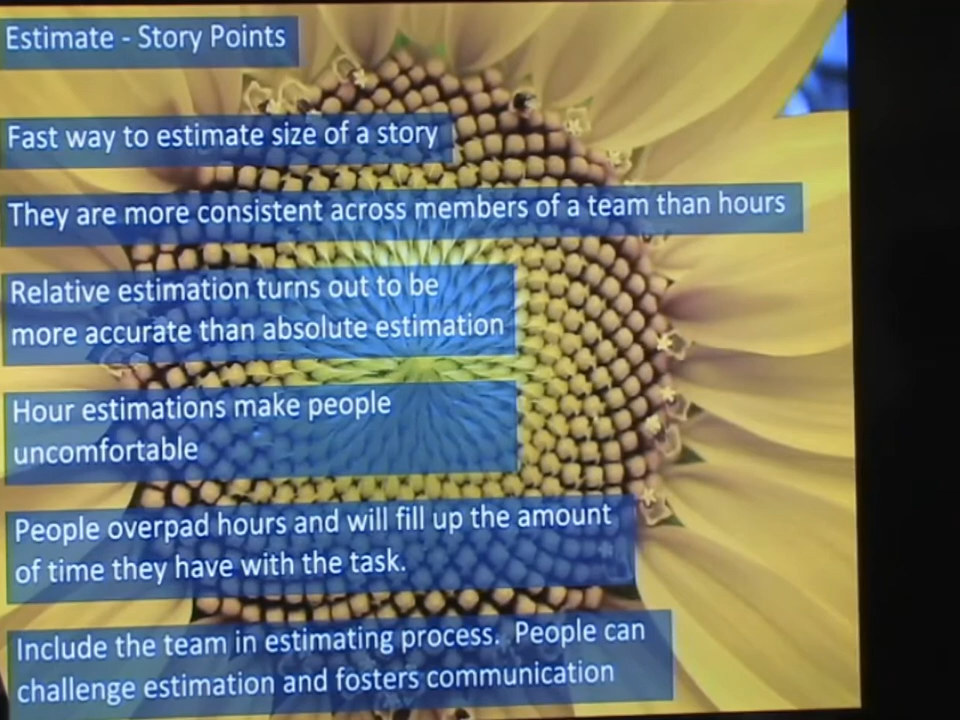 Estimate - Story Points
Fast way to estimate size of a story
They are more consistent across members of a team than hours
Relative estimation turns out to be
more accurate than absolute estimation
Hour estimations make people
uncomfortable
People overpad hours and will fill up the amount
of time they have with the task.
Include the team in estimating process.  People can
challenge estimation and fosters communication